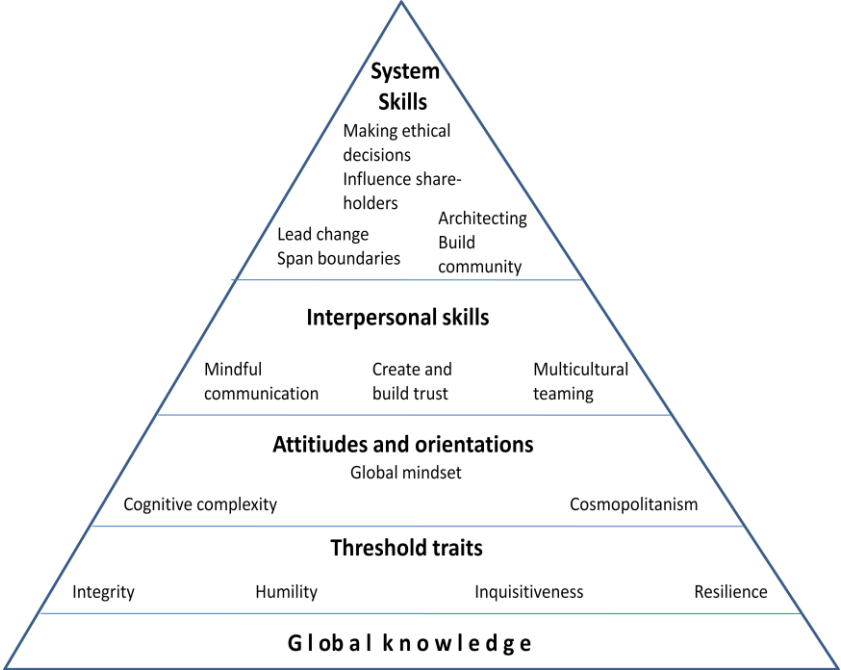 System
Skills
Making ethical
decisions
Influence share-
holders
Lead change
Span boundaries
Architecting
Build
community
Interpersonal skills
Mindful
communication
Create and
build trust
Multicultural
teaming
Attitiudes and orientations
Global mindset
Cognitive complexity
Cosmopolitanism
Threshold traits
Integrity
Humility
Inquisitiveness
Resilience
Global knowledge